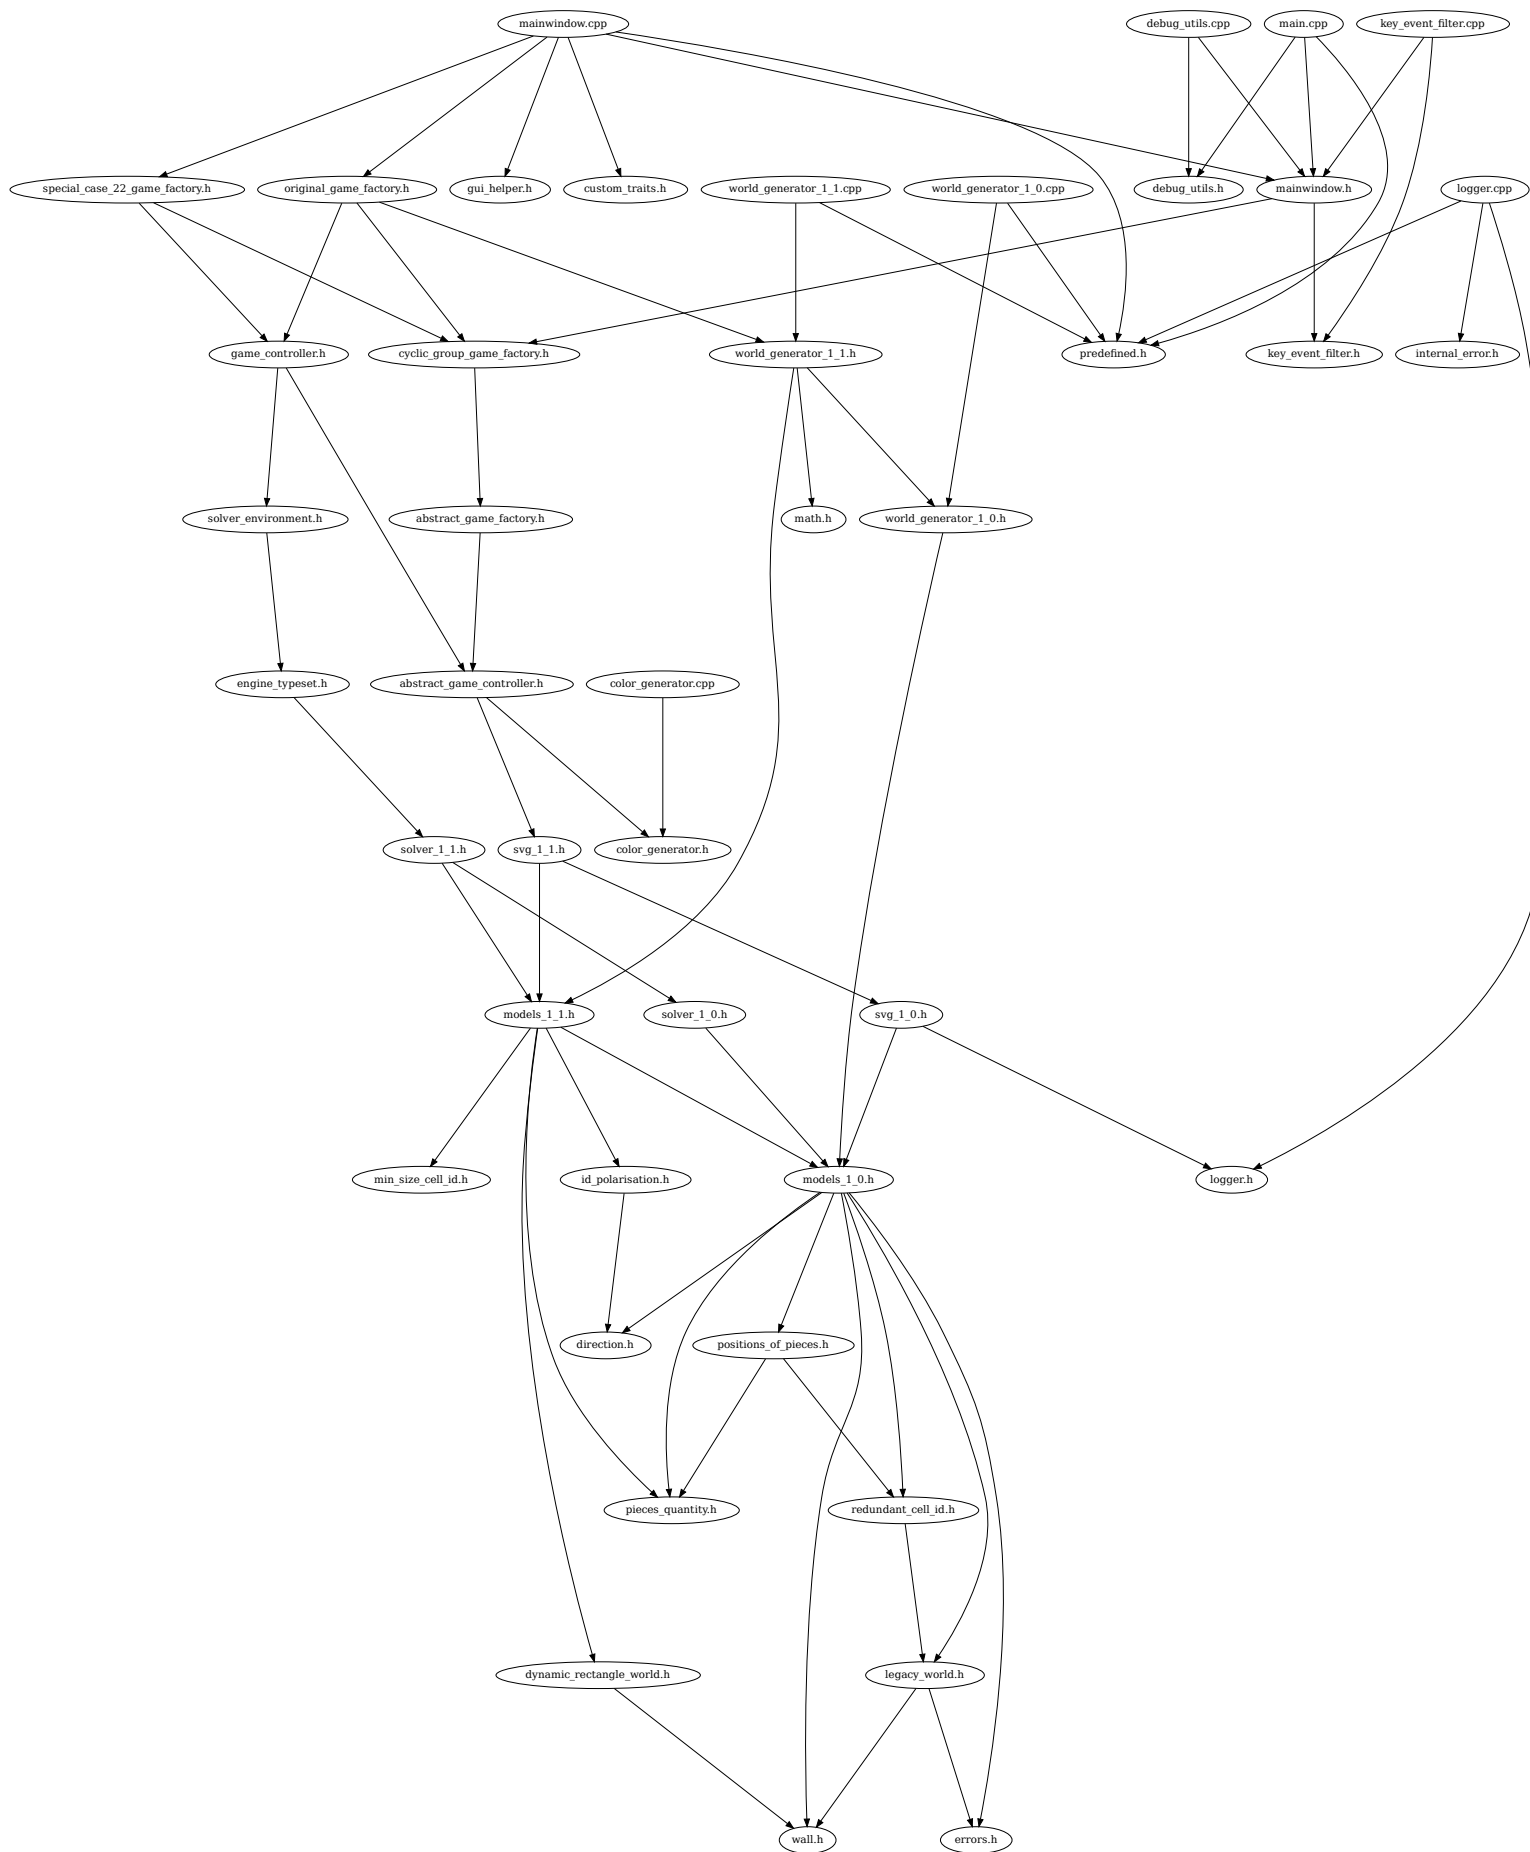 mainwindow.cpp
debug_utils.cpp
main.cpp
key_event_filter.cpp
special_case_22_game_factory.h
original_game_factory.h
gui_helper.h
custom_traits.h
world_generator_1_1.cpp
world_generator_1_0.cpp
debug_utils.h
mainwindow.h
logger.cpp
game_controller.h
cyclic_group_game_factory.h
world_generator_1_1.h
predefined.h
key_event_filter.h
internal_error.h
solver_environment.h
abstract_game_factory.h
math.h
world_generator_1_0.h
engine_typeset.h
abstract_game_controller.h
color_generator.cpp
solver_1_1.h
svg_1_1.h
color_generator.h
models_1_1.h
solver_1_0.h
svg_1_0.h
min_size_cell_id.h
id_polarisation.h
models_1_0.h
logger.h
direction.h
positions_of_pieces.h
pieces_quantity.h
redundant_cell_id.h
dynamic_rectangle_world.h
legacy_world.h
wall.h
errors.h